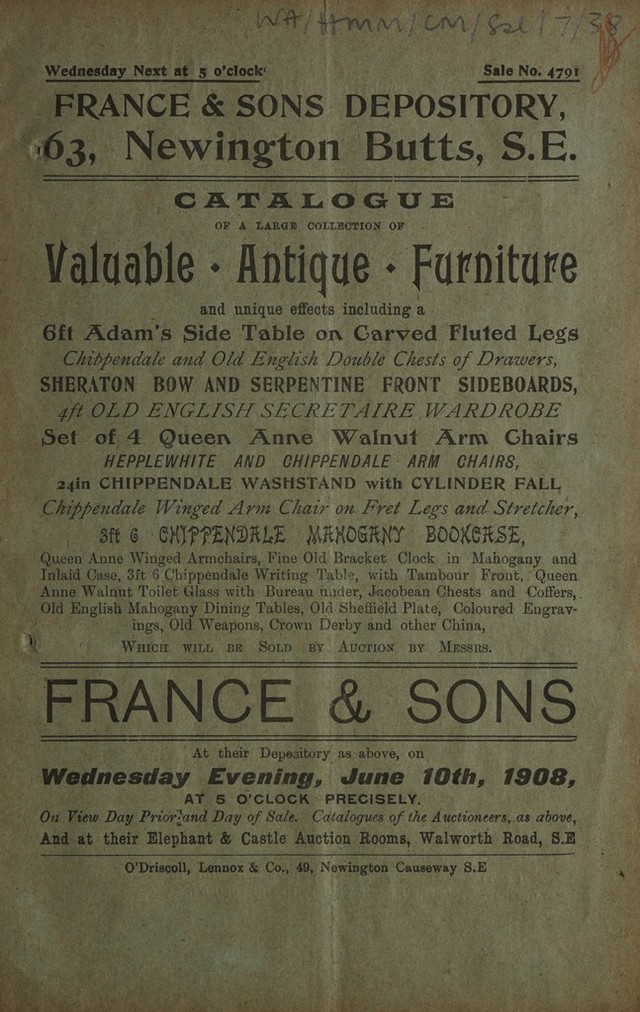 WA/HMM/CM/Sal/7/38
Wednesday Next at 5 o'clock
Sale No. 4791
FRANCE & SONS DEPOSITORY,
163, Newington Butts, S.E.
CATALOGUE
OF A LARGE COLLECTION OF
Valuable · Antique · Furniture
and unique effects including a
6ft Adam's Side Table on Carved Fluted Legs
Chippendale and Old English Double Chests of Drawers,
SHERATON BOW AND SERPENTINE FRONT SIDEBOARDS,
4ft OLD ENGLISH SECRETAIRE WARDROBE
Set of 4 Queen Anne Walnut Arm Chairs
HEPPLEWHITE AND CHIPPENDALE ARM CHAIRS,
24in CHIPPENDALE WASHSTAND with CYLINDER FALL
Chippendale Winged Arm Chair on Fret Legs and Stretcher,
3ft 6 CHIPPENDALE MAHOGANY BOOKCASE,
Queen Anne Winged Armchairs, Fine Old Bracket Clock in Mahogany and
Inlaid Case, 3ft 6 Chippendale Writing Table, with Tambour Front, Queen
Anne Walnut Toilet Glass with Bureau under, Jacobean Chests and Coffers,
Old English Mahogany Dining Tables, Old Sheffield Plate, Coloured Engrav-
ings, Old Weapons, Crown Derby and other China,
WHICH WILL BE SOLD BY AUCTION BY MESSRS.
FRANCE & SONS
At their Depository as above, on
Wednesday Evening, June 10th, 1908,
AT 5 O'CLOCK PRECISELY.
On View Day Prior and Day of Sale. Catalogues of the Auctioneers, as above,
And at their Elephant & Castle Auction Rooms, Walworth Road, S.E
O'Driscoll, Lennox & Co., 49, Newington Causeway S.E